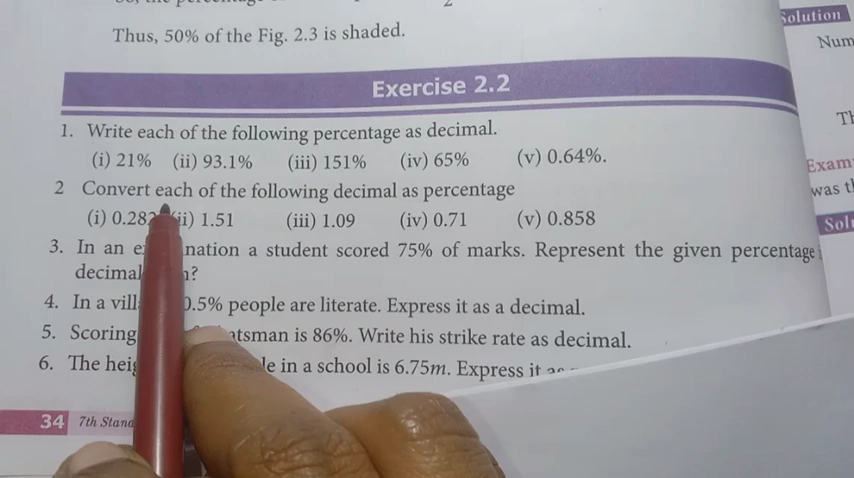 Thus, 50% of the Fig. 2.3 is shaded.
Solution
Num
Exercise 2.2
1. Write each of the following percentage as decimal.
(i) 21% (ii) 93.1% (iii) 151% (iv) 65% (v) 0.64%.
2 Convert each of the following decimal as percentage
(i) 0.282 (ii) 1.51 (iii) 1.09 (iv) 0.71 (v) 0.858
3. In an nation a student scored 75% of marks. Represent the given percentage
decimal ?
4. In a 0.5% people are literate. Express it as a decimal.
5. Scoring tsman is 86%. Write his strike rate as decimal.
6. The in a school is 6.75m. Express it
34 7th Stand
Exam
was
Sol